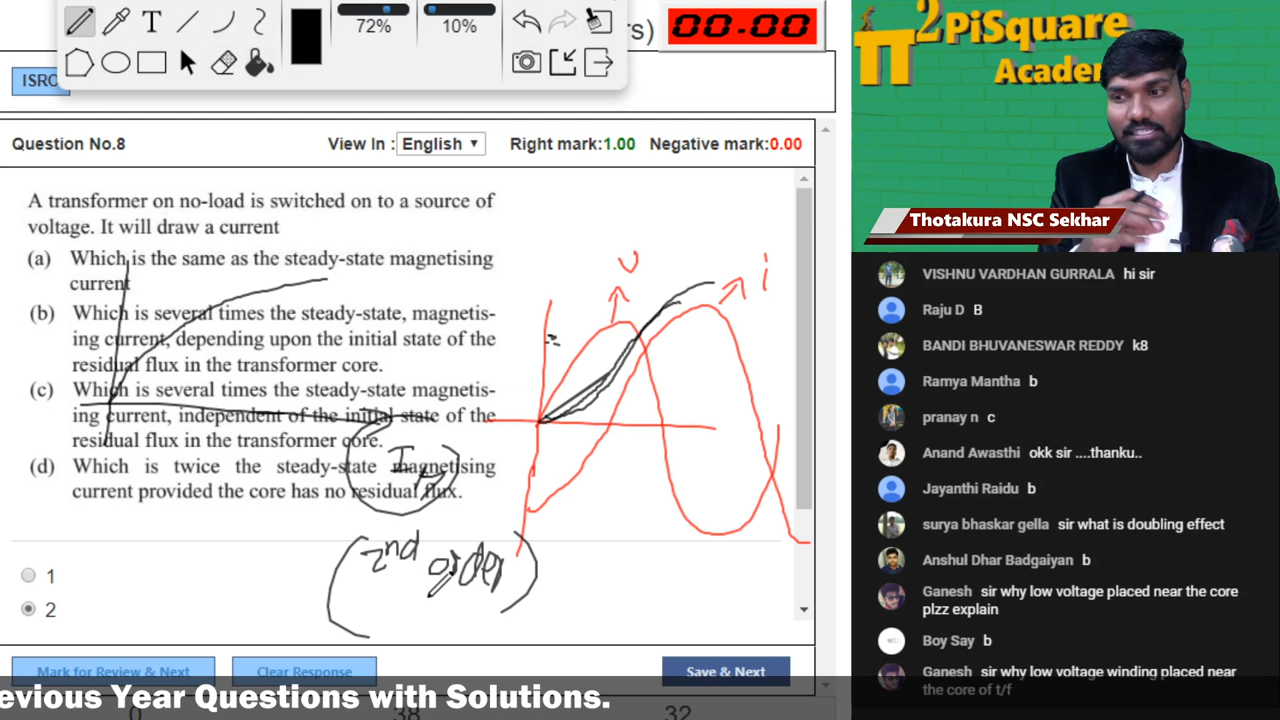 72%
10%
rs)
00:00
ISRO
Question No.8
View In :
English
Right mark:1.00
Negative mark:0.00
A transformer on no-load is switched on to a source of
voltage. It will draw a current
(a) Which is the same as the steady-state magnetising
current
(b) Which is several times the steady-state, magnetis-
ing current, depending upon the initial state of the
residual flux in the transformer core.
(c) Which is several times the steady-state magnetis-
ing current, independent of the initial state of the
residual flux in the transformer core.
(d) Which is twice the steady-state magnetising
current provided the core has no residual flux.
υ
i
2nd order
1
2
Mark for Review & Next
Clear Response
Save & Next
evious Year Questions with Solutions.
38
32
π 2PiSquare
Academ
Thotakura NSC Sekhar
VISHNU VARDHAN GURRALA hi sir
Raju D B
BANDI BHUVANESWAR REDDY k8
Ramya Mantha b
pranay n c
Anand Awasthi okk sir ....thanku..
Jayanthi Raidu b
surya bhaskar gella sir what is doubling effect
Anshul Dhar Badgaiyan b
Ganesh sir why low voltage placed near the core
plzz explain
Boy Say b
Ganesh sir why low voltage winding placed near
the core of t/f